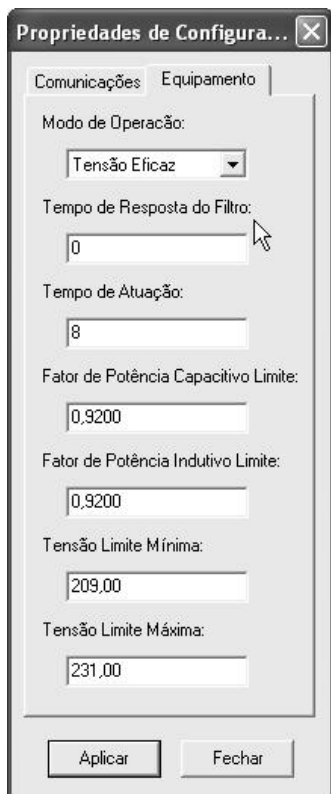 Propriedades de Configura...
Comunicações Equipamento
Modo de Operacão:
Tensão Eficaz
Tempo de Resposta do Filtro:
0
Tempo de Atuação:
8
Fator de Potência Capacitivo Limite:
0,9200
Fator de Potência Indutivo Limite:
0,9200
Tensão Limite Mínima:
209,00
Tensão Limite Máxima:
231,00
Aplicar Fechar